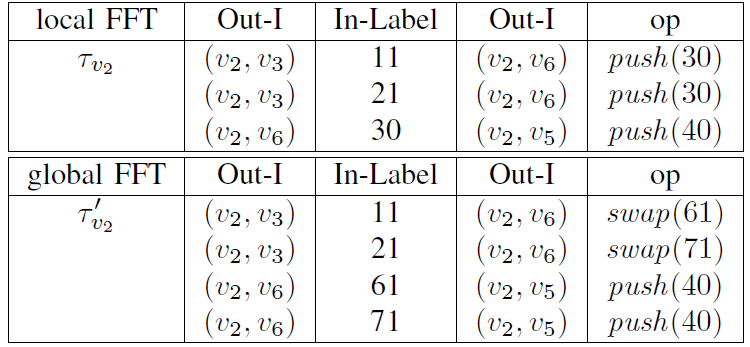 local FFT Out-I In-Label Out-I op
τ_{v_2} (v_2, v_3) 11 (v_2, v_6) push(30)
(v_2, v_3) 21 (v_2, v_6) push(30)
(v_2, v_6) 30 (v_2, v_5) push(40)
global FFT Out-I In-Label Out-I op
τ'_{v_2} (v_2, v_3) 11 (v_2, v_6) swap(61)
(v_2, v_3) 21 (v_2, v_6) swap(71)
(v_2, v_6) 61 (v_2, v_5) push(40)
(v_2, v_6) 71 (v_2, v_5) push(40)